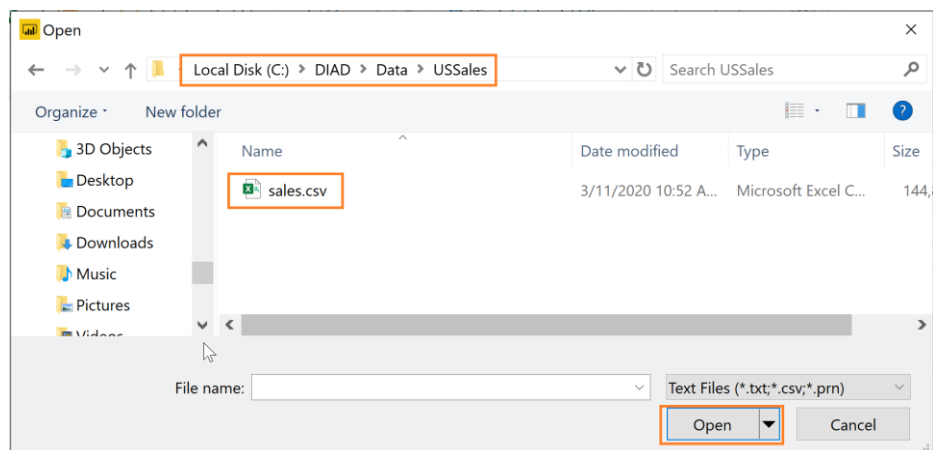 Open
Local Disk (C:) > DIAD > Data > USSales
Search USSales
Organize
New folder
3D Objects
Desktop
Documents
Downloads
Music
Pictures
Videos
Name
Date modified
Type
Size
sales.csv
3/11/2020 10:52 A...
Microsoft Excel C...
144,
File name:
Text Files (*.txt;*.csv;*.prn)
Open
Cancel